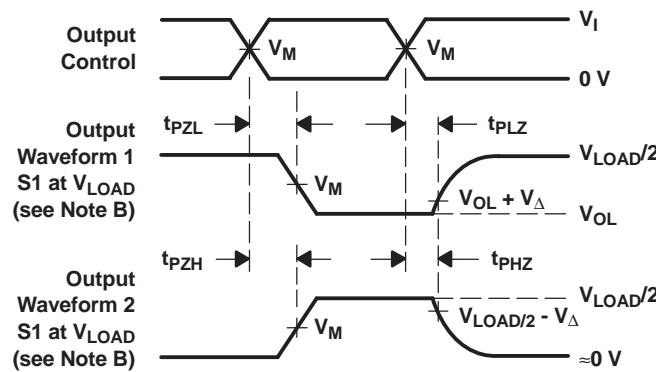 Output
Control
V_M
V_M
V_I
0 V
t_PZL
t_PLZ
Output
Waveform 1
S1 at V_LOAD
(see Note B)
V_M
V_LOAD/2
V_OL + V_Δ
V_OL
t_PZH
t_PHZ
Output
Waveform 2
S1 at V_LOAD
(see Note B)
V_M
V_LOAD/2
V_LOAD/2 - V_Δ
≈0 V